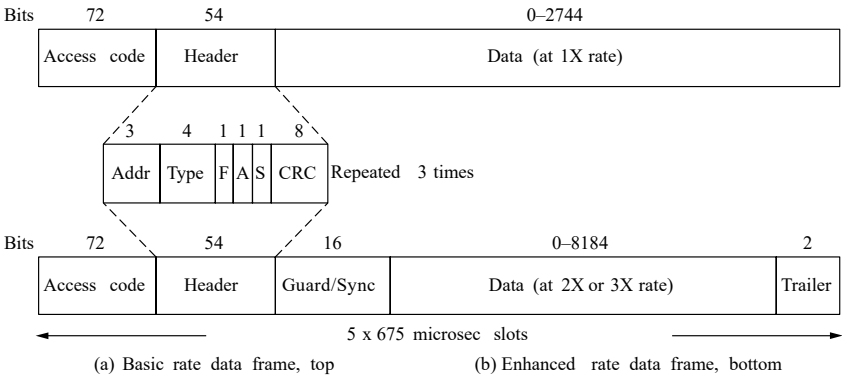 Bits 72 54 0–2744
Access code Header Data (at 1X rate)
3 4 1 1 1 8
Addr Type F A S CRC Repeated 3 times
Bits 72 54 16 0–8184 2
Access code Header Guard/Sync Data (at 2X or 3X rate) Trailer
5 x 675 microsec slots
(a) Basic rate data frame, top (b) Enhanced rate data frame, bottom